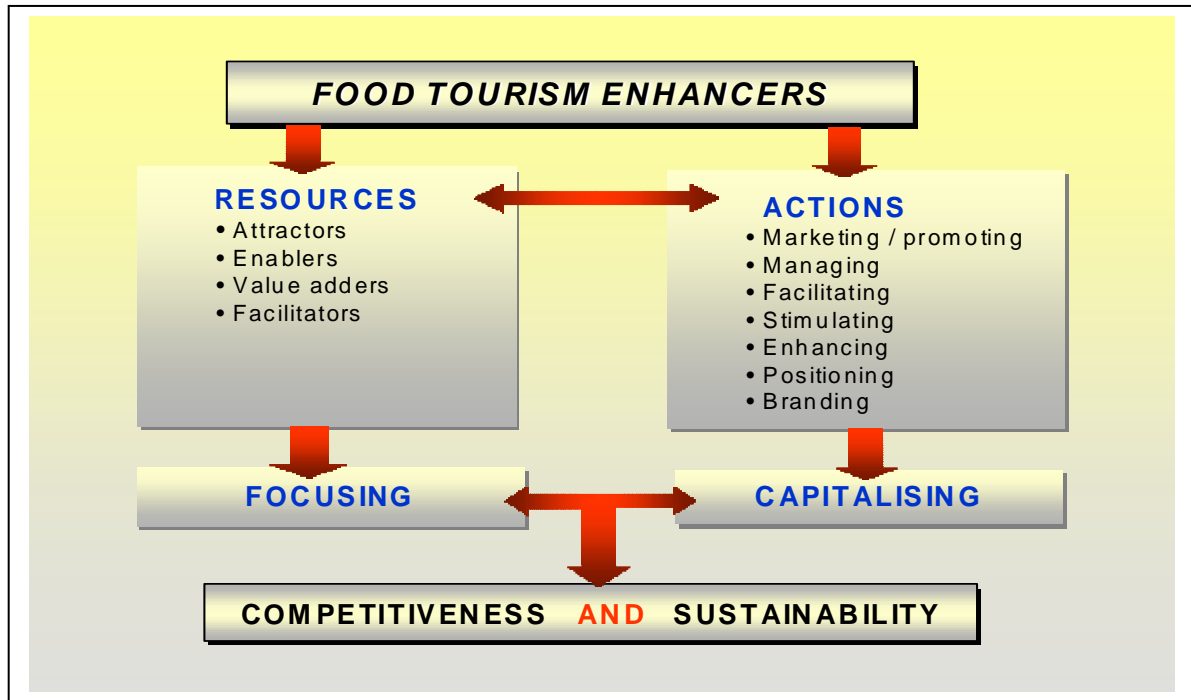 FOOD TOURISM ENHANCERS
RESOURCES
• Attractors
• Enablers
• Value adders
• Facilitators
ACTIONS
• Marketing / promoting
• Managing
• Facilitating
• Stimulating
• Enhancing
• Positioning
• Branding
FOCUSING
CAPITALISING
COMPETITIVENESS AND SUSTAINABILITY